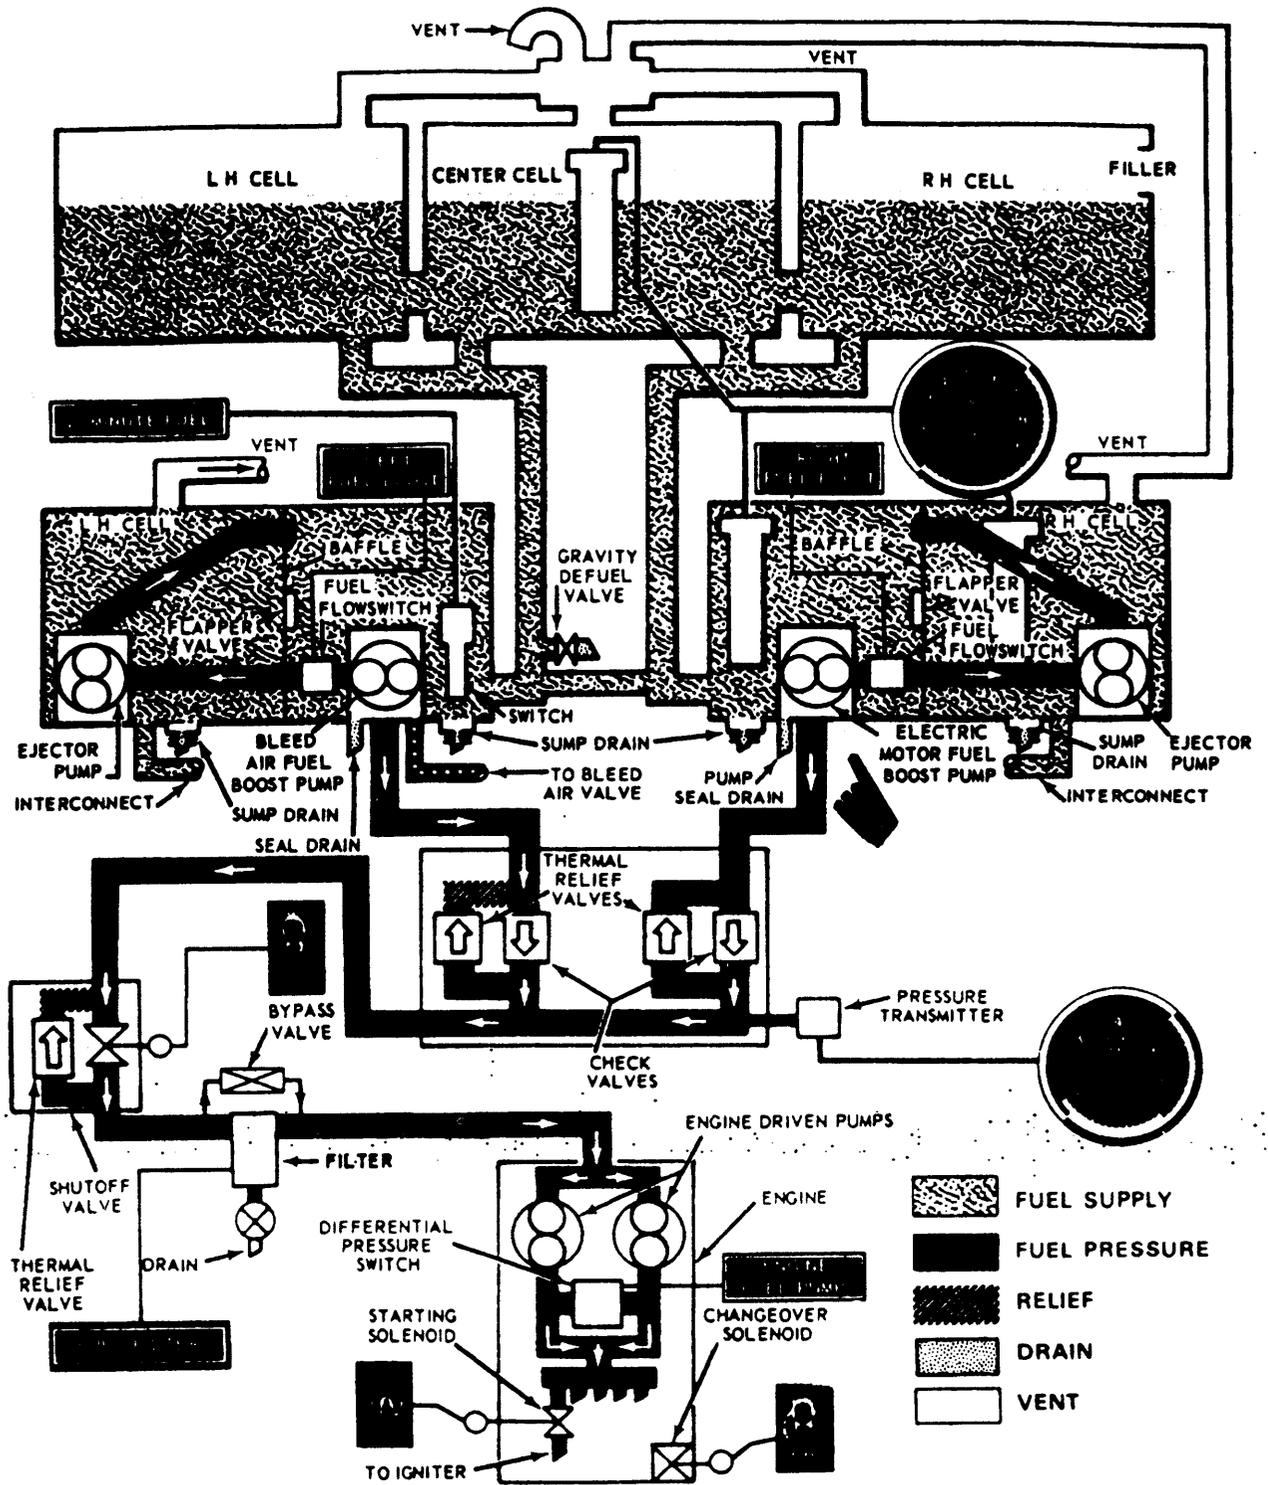 VENT
VENT
L H CELL
CENTER CELL
R H CELL
FILLER
VENT
VENT
L H CELL
BAFFLE
FUEL
FLOWSWITCH
FLAPPER
VALVE
GRAVITY
DEFUEL
VALVE
R H CELL
BAFFLE
FLAPPER
VALVE
FUEL
FLOWSWITCH
SWITCH
EJECTOR
PUMP
INTERCONNECT
SUMP DRAIN
BLEED
AIR FUEL
BOOST PUMP
SEAL DRAIN
SUMP DRAIN
TO BLEED
AIR VALVE
PUMP
SEAL DRAIN
ELECTRIC
MOTOR FUEL
BOOST PUMP
SUMP
DRAIN
EJECTOR
PUMP
INTERCONNECT
THERMAL
RELIEF
VALVES
BYPASS
VALVE
CHECK
VALVES
PRESSURE
TRANSMITTER
ENGINE DRIVEN PUMPS
FILTER
SHUTOFF
VALVE
THERMAL
RELIEF
VALVE
DRAIN
DIFFERENTIAL
PRESSURE
SWITCH
ENGINE
STARTING
SOLENOID
CHANGEOVER
SOLENOID
TO IGNITER
FUEL SUPPLY
FUEL PRESSURE
RELIEF
DRAIN
VENT